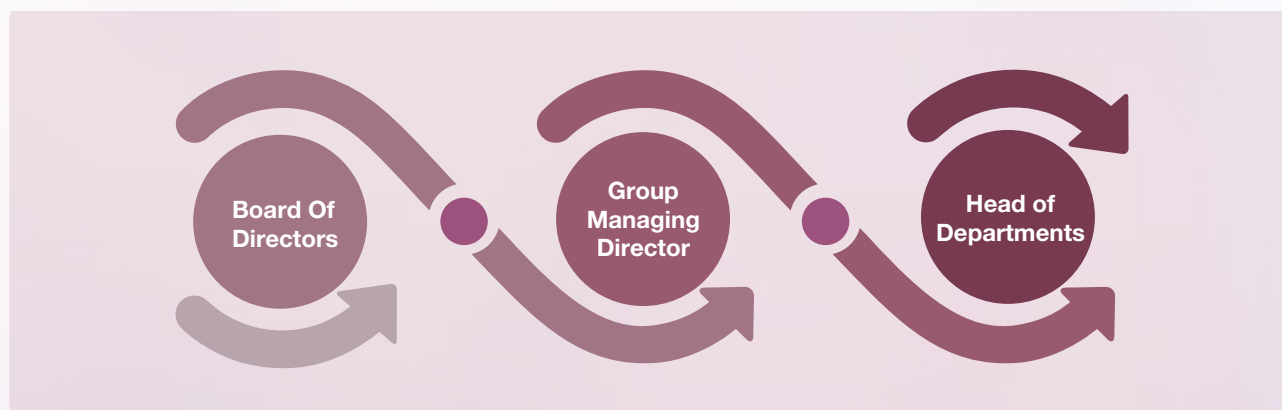 Board Of
Directors
Group
Managing
Director
Head of
Departments